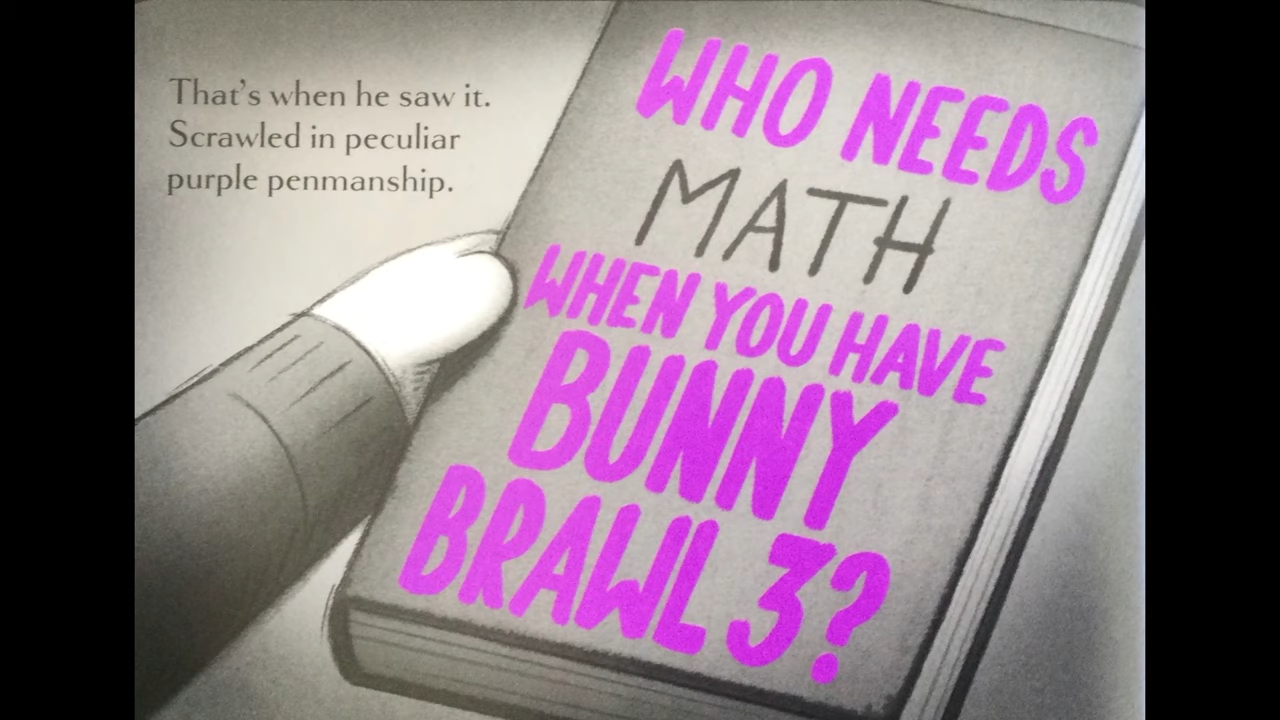 That's when he saw it.
Scrawled in peculiar
purple penmanship.
WHO NEEDS
MATH
WHEN YOU HAVE
BUNNY
BRAWL 3?